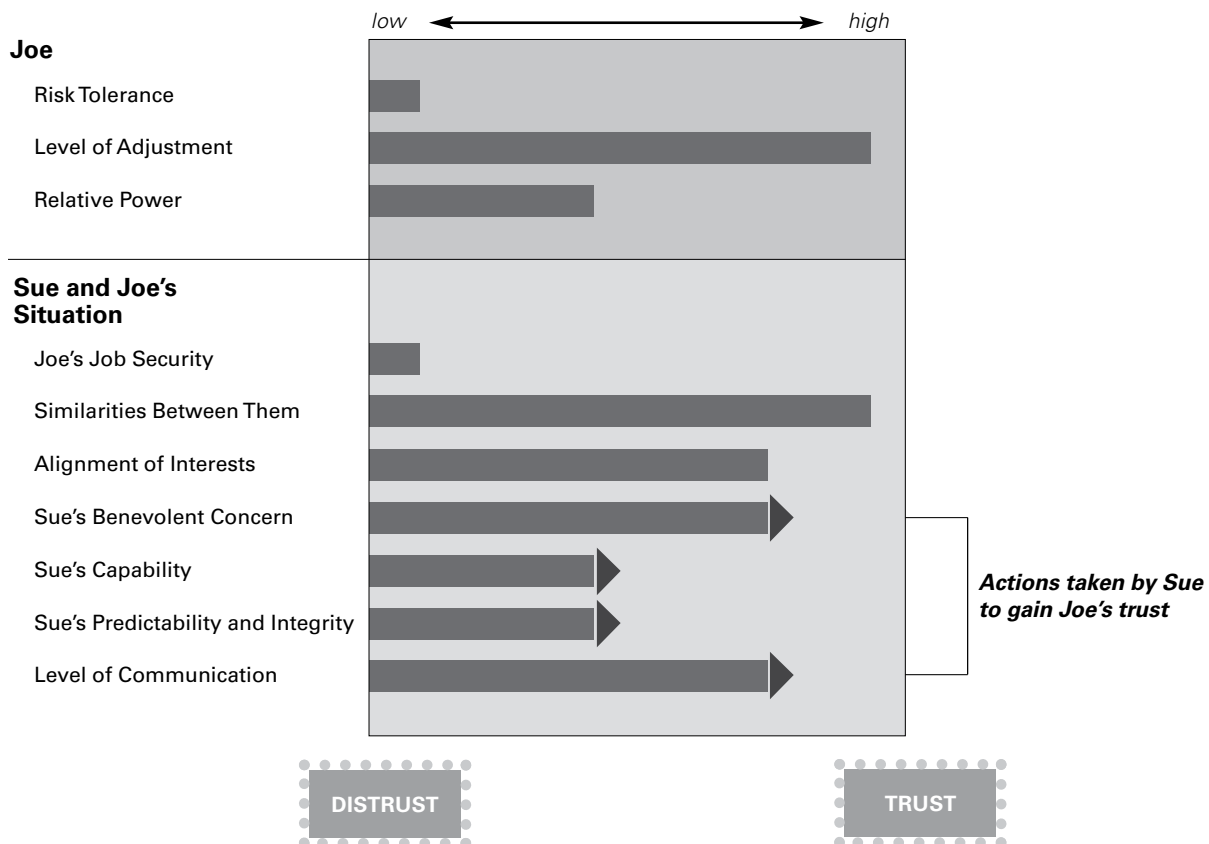 low high
Joe
Risk Tolerance
Level of Adjustment
Relative Power
Sue and Joe’s
Situation
Joe’s Job Security
Similarities Between Them
Alignment of Interests
Sue’s Benevolent Concern
Sue’s Capability
Sue’s Predictability and Integrity
Level of Communication
Actions taken by Sue
to gain Joe’s trust
DISTRUST TRUST